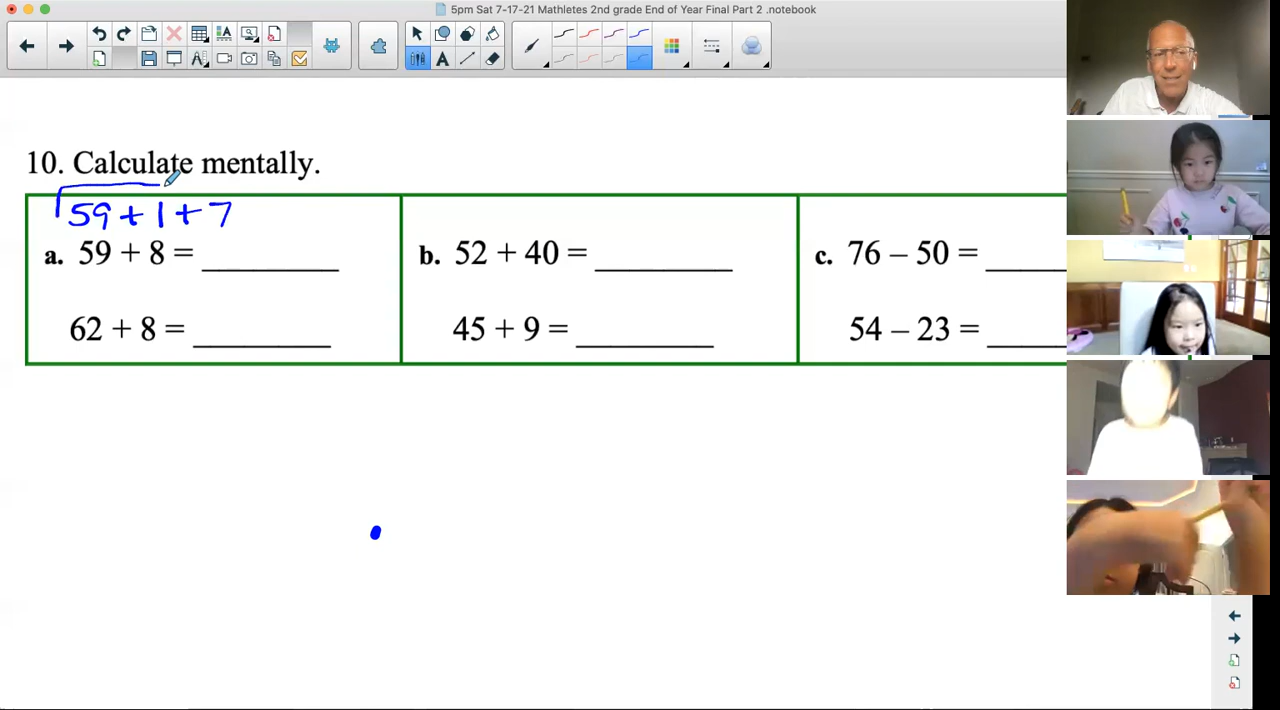 5pm Sat 7-17-21 Mathletes 2nd grade End of Year Final Part 2 .notebook
10. Calculate mentally.
59 + 1 + 7
a. 59 + 8 = ________
b. 52 + 40 = ________
c. 76 – 50 = _____
62 + 8 = ________
45 + 9 = ________
54 – 23 = _____